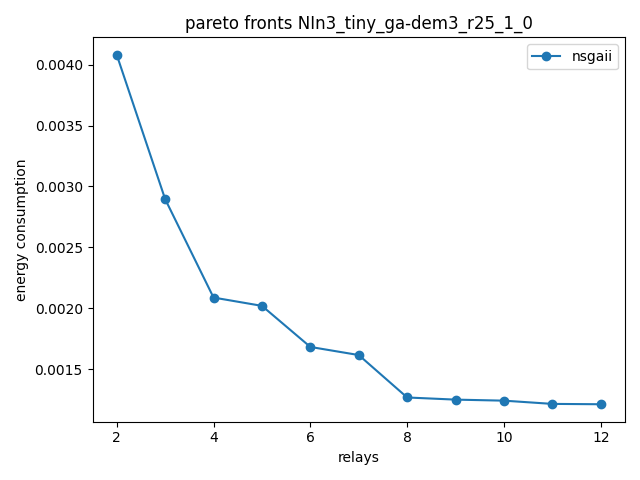 pareto fronts NIn3_tiny_ga-dem3_r25_1_0
nsgaii
0.0040
0.0035
0.0030
0.0025
0.0020
0.0015
energy consumption
2 4 6 8 10 12
relays